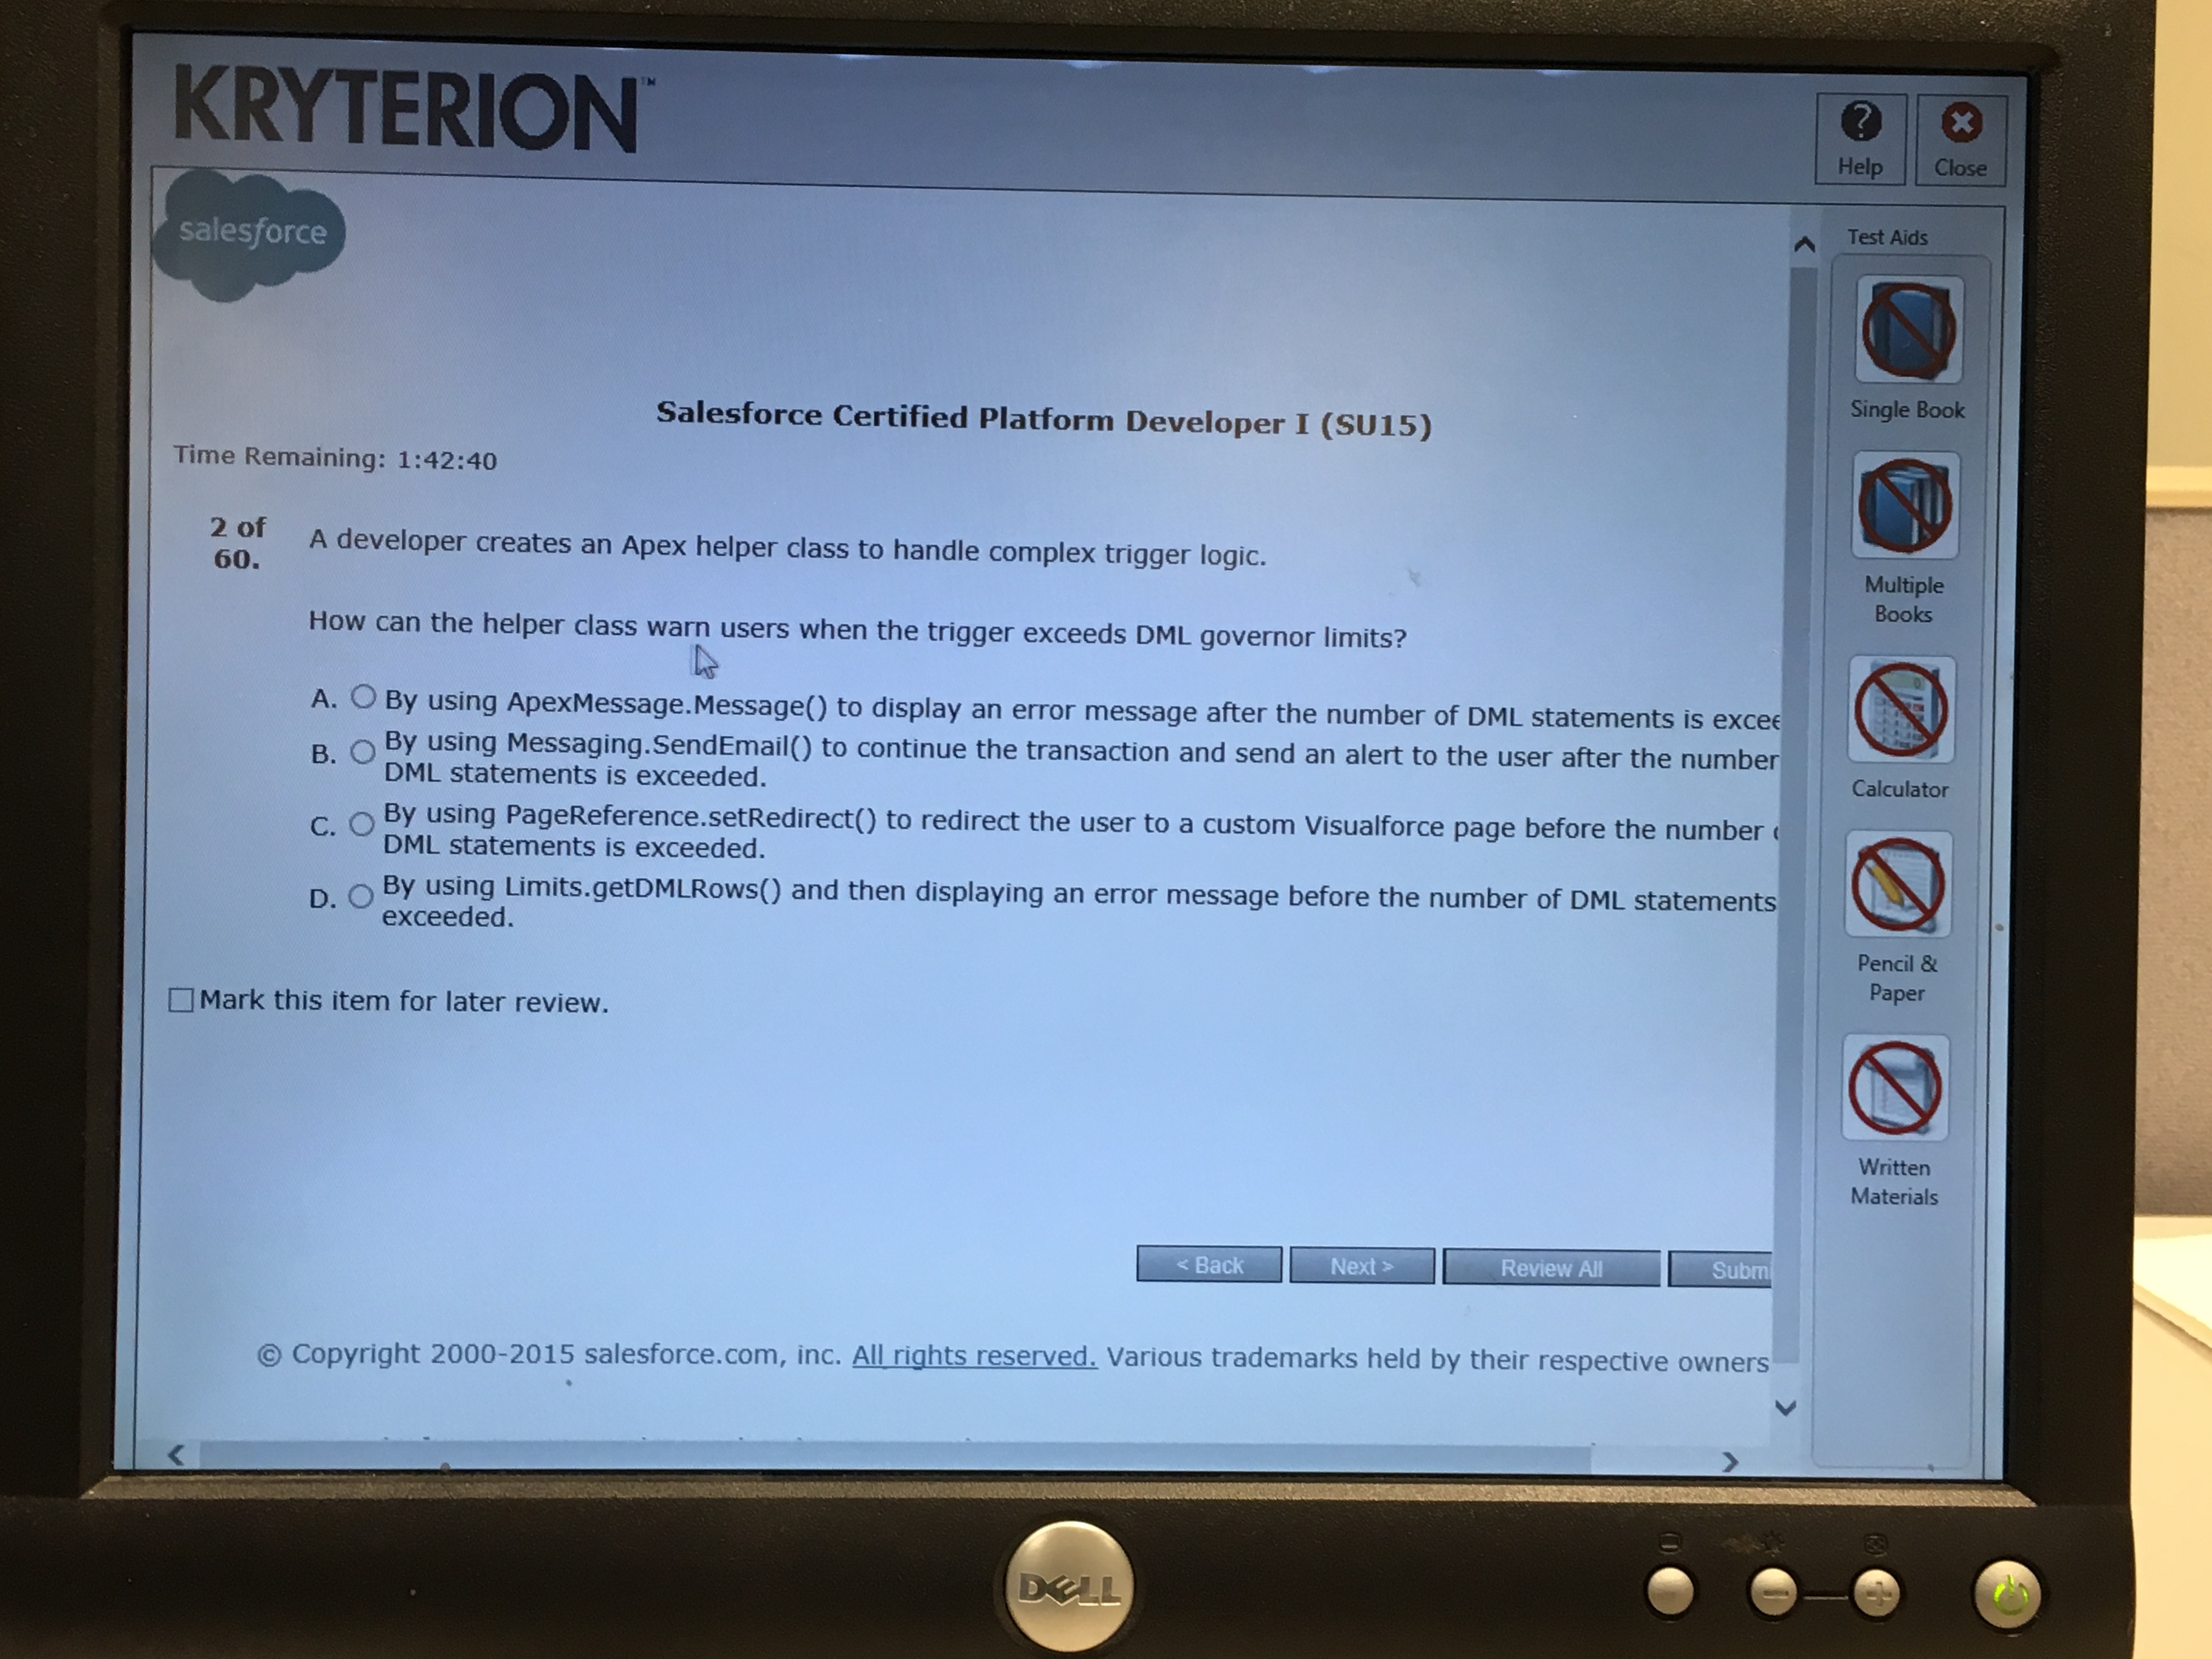 KRYTERION™
Help
Close
salesforce
Test Aids
Single Book
Multiple
Books
Calculator
Pencil &
Paper
Written
Materials
Salesforce Certified Platform Developer I (SU15)
Time Remaining: 1:42:40
2 of
60.
A developer creates an Apex helper class to handle complex trigger logic.
How can the helper class warn users when the trigger exceeds DML governor limits?
A. By using ApexMessage.Message() to display an error message after the number of DML statements is excee
B. By using Messaging.SendEmail() to continue the transaction and send an alert to the user after the number
DML statements is exceeded.
C. By using PageReference.setRedirect() to redirect the user to a custom Visualforce page before the number
DML statements is exceeded.
D. By using Limits.getDMLRows() and then displaying an error message before the number of DML statements
exceeded.
Mark this item for later review.
< Back
Next >
Review All
Subm
© Copyright 2000-2015 salesforce.com, inc. All rights reserved. Various trademarks held by their respective owners
DELL